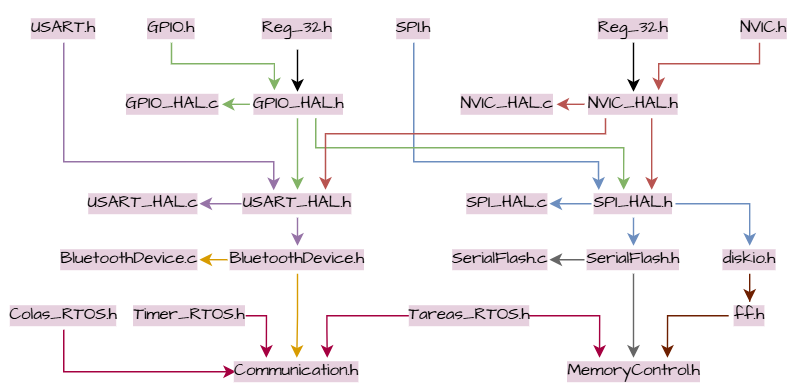 USART.h GPIO.h Reg_32.h SPI.h Reg_32.h NVIC.h
GPIO_HAL.c GPIO_HAL.h NVIC_HAL.c NVIC_HAL.h
USART_HAL.c USART_HAL.h SPI_HAL.c SPI_HAL.h
BluetoothDevice.c BluetoothDevice.h SerialFlash.c SerialFlash.h diskio.h
Colas_RTOS.h Timer_RTOS.h Tareas_RTOS.h ff.h
Communication.h MemoryControl.h